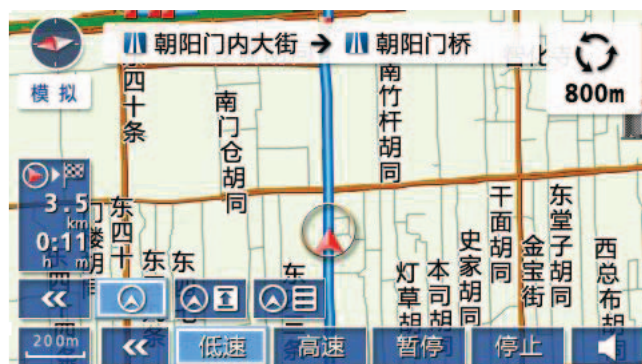 朝阳门内大街 → 朝阳门桥
800m
模拟
东四十条
南门仓胡同
南竹杆胡同
3.5
km
0:11
h m
东四十
干面胡同
东堂子胡同
史家胡同
金宝街
西总布
灯草胡
本司胡同
200m
低速
高速
暂停
停止